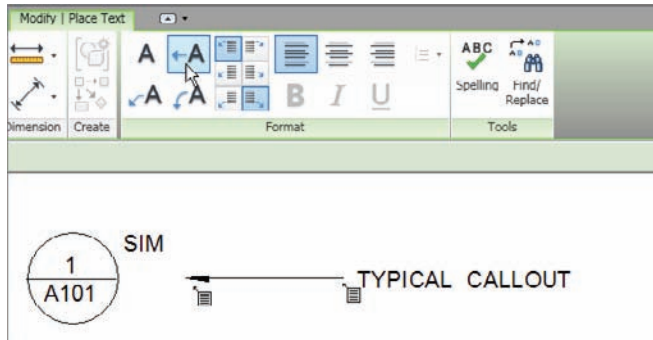 Modify | Place Text
A A
A A
B I U
ABC
Spelling
Find/
Replace
Dimension
Create
Format
Tools
1
A101
SIM
TYPICAL CALLOUT